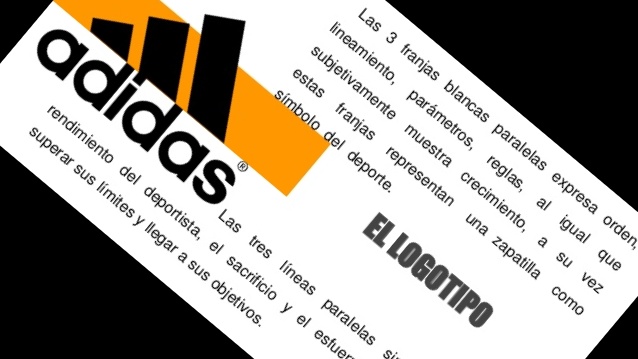 adidas®
Las 3 franjas blancas paralelas expresa orden,
lineamiento, parámetros, reglas, al igual que
subjetivamente muestra crecimiento, a su vez
estas franjas representan una zapatilla como
símbolo del deporte.
EL LOGOTIPO
Las tres líneas paralelas
rendimiento del deportista, el sacrificio y el
superar sus límites y llegar a sus objetivos.